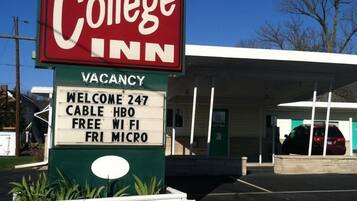 College
INN
VACANCY
WELCOME 247
CABLE HBO
FREE WI FI
FRI MICRO